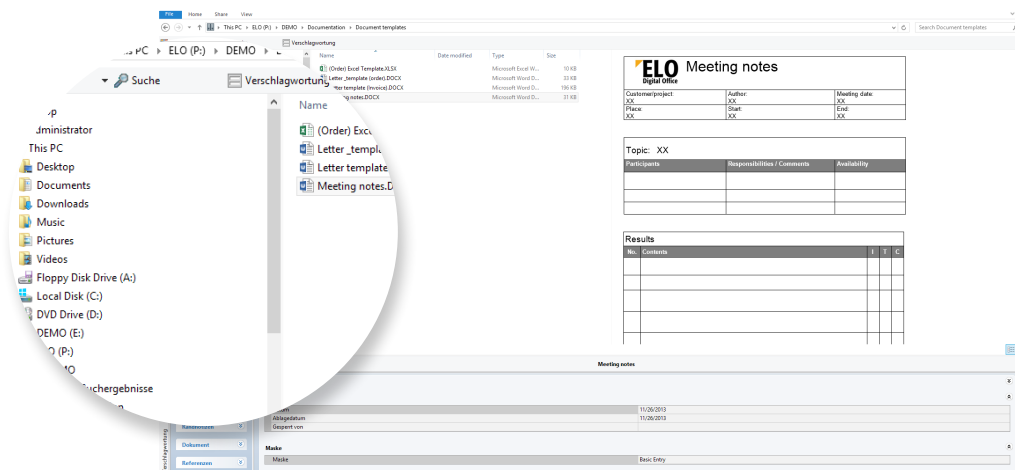 File Home Share View
This PC ELO (P:) DEMO Documentation Document templates
Search Document templates
PC ELO (P:) DEMO
Suche Verschlagwortung
Administrator
This PC
Desktop
Documents
Downloads
Music
Pictures
Videos
Floppy Disk Drive (A:)
Local Disk (C:)
DVD Drive (D:)
DEMO (E:)
(P:)
Name
(Order) Exc
Letter _templa
Letter template
Meeting notes.D
Verschlagwortung
Name Date modified Type Size
(Order) Excel Template.XLSX Microsoft Excel W... 10 KB
Letter _template (order).DOCX Microsoft Word D... 33 KB
template (Invoice).DOCX Microsoft Word D... 196 KB
notes.DOCX Microsoft Word D... 31 KB
ELO Meeting notes
Digital Office
Customer/project: Author: Meeting date:
XX XX XX
Place: Start: End:
XX XX XX
Topic: XX
Participants Responsibilities / Comments Availability
Results
No. Contents I T C
Meeting notes
11/26/2013
Ablagedatum 11/26/2013
Gesperrt von
Dokument
Referenzen
Maske
Maske Basic Entry